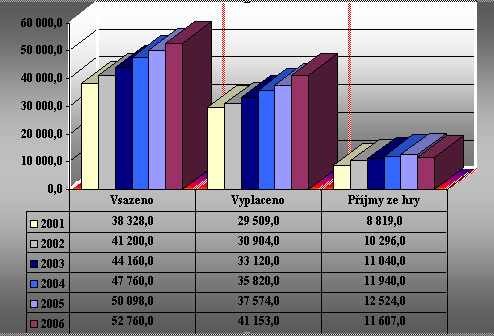 60 000,0
50 000,0
40 000,0
30 000,0
20 000,0
10 000,0
0,0
Vsazeno Vyplaceno Příjmy ze hry
2001 38 328,0 29 509,0 8 819,0
2002 41 200,0 30 904,0 10 296,0
2003 44 160,0 33 120,0 11 040,0
2004 47 760,0 35 820,0 11 940,0
2005 50 098,0 37 574,0 12 524,0
2006 52 760,0 41 153,0 11 607,0